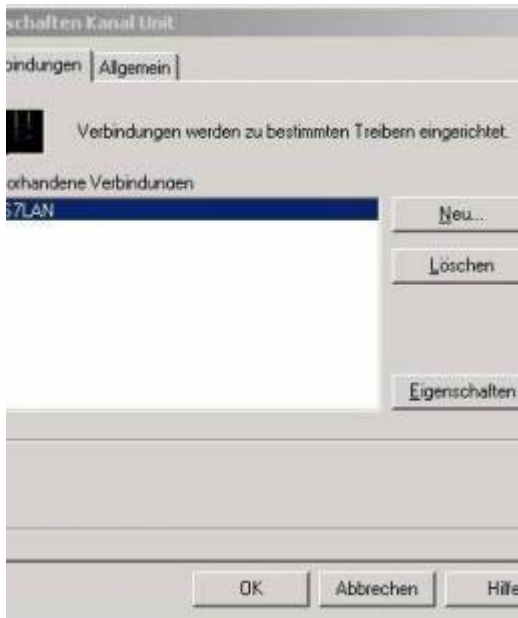 schaften Kanal Unit
bindungen
Allgemein
Verbindungen werden zu bestimmten Treibern eingerichtet.
orhandene Verbindungen
S7LAN
Neu...
Löschen
Eigenschaften
OK
Abbrechen
Hilfe